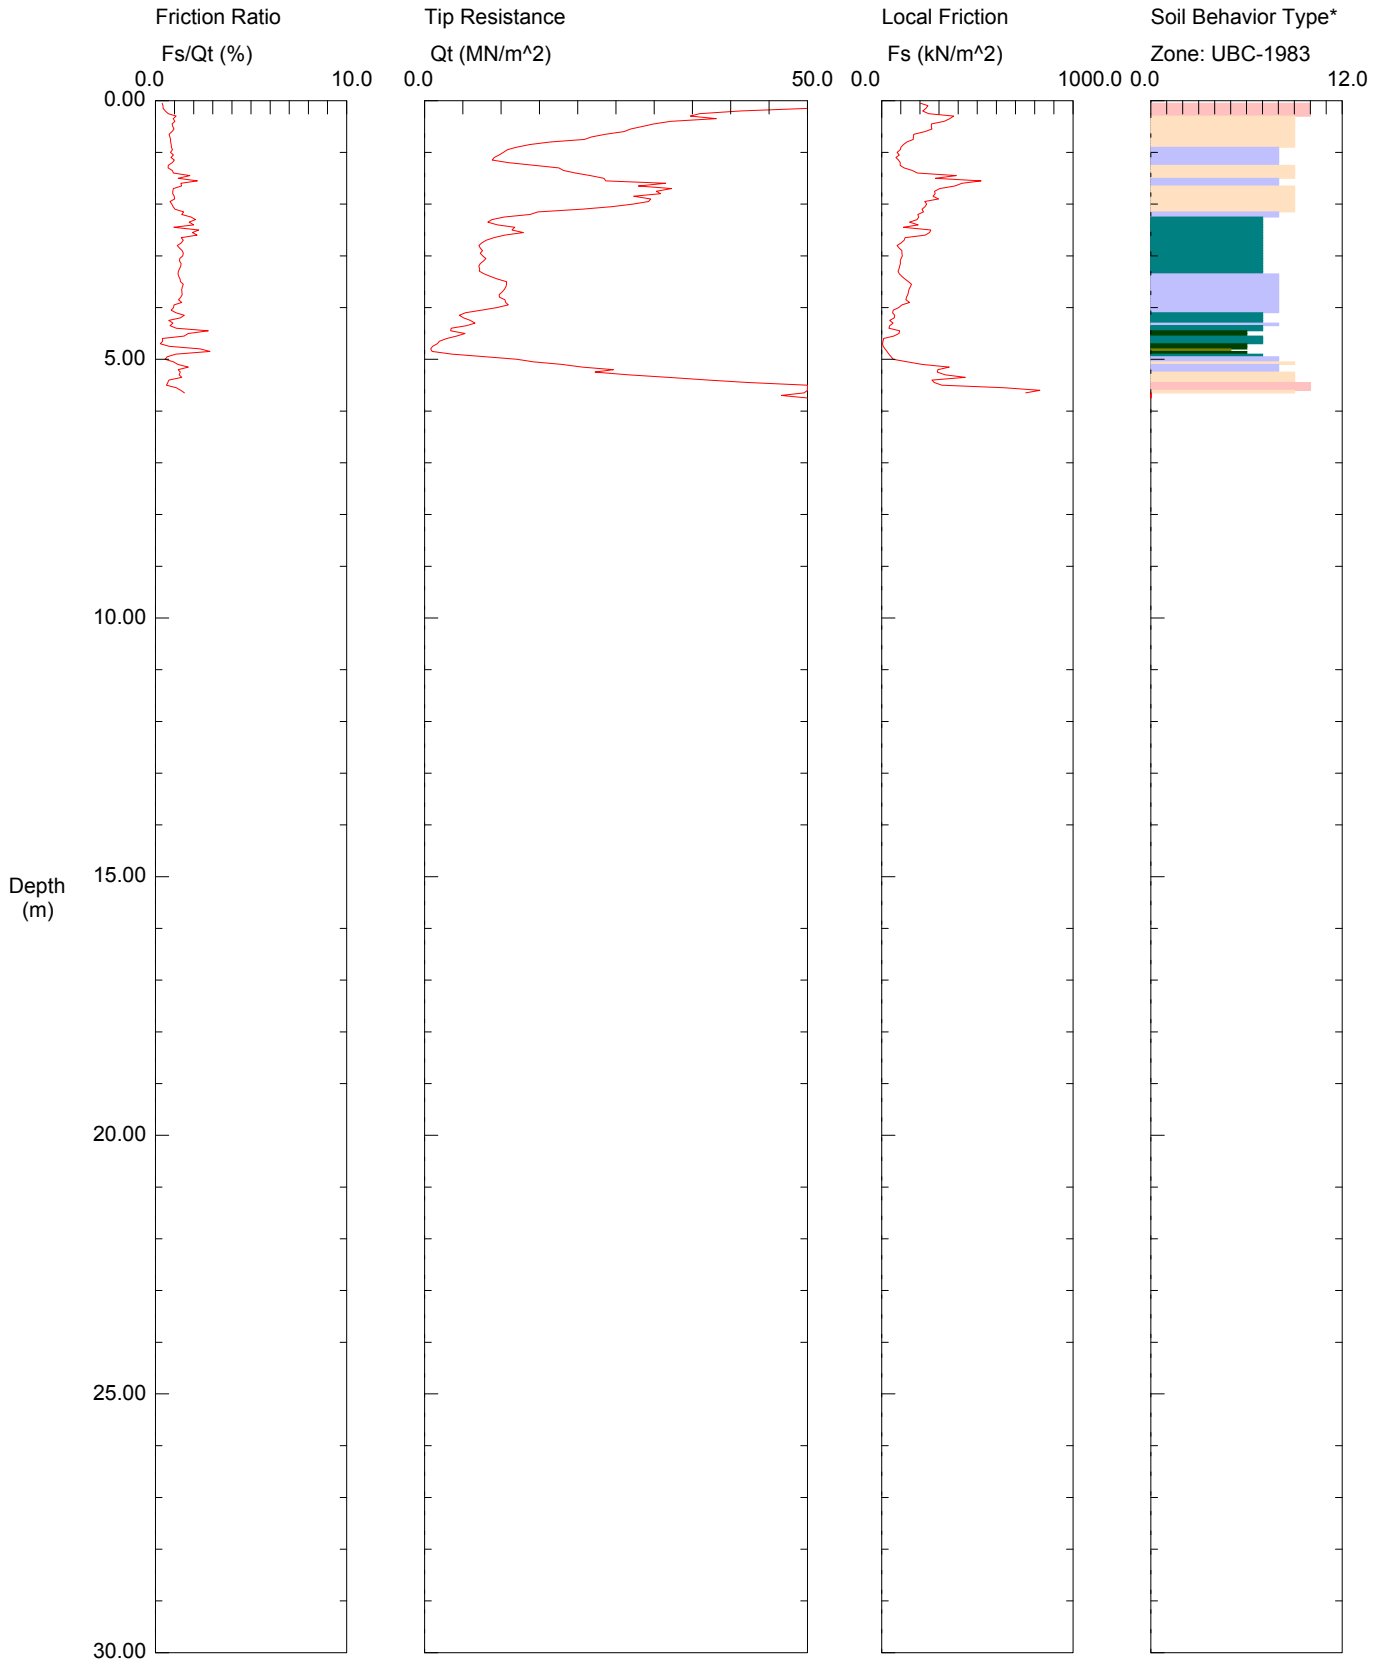 Friction Ratio
Fs/Qt (%)
0.0 10.0
Tip Resistance
Qt (MN/m^2)
0.0 50.0
Local Friction
Fs (kN/m^2)
0.0 1000.0
Soil Behavior Type*
Zone: UBC-1983
0.0 12.0
0.00
5.00
10.00
15.00
Depth
(m)
20.00
25.00
30.00